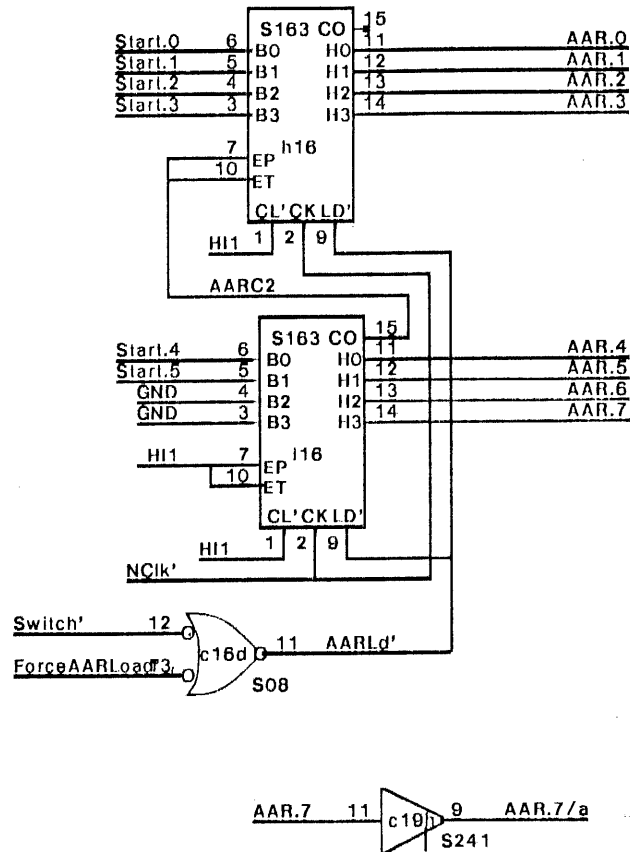 S163 CO 15
Start.0 6 B0 H0 11 AAR.0
Start.1 5 B1 H1 12 AAR.1
Start.2 4 B2 H2 13 AAR.2
Start.3 3 B3 H3 14 AAR.3
h16
7 EP
10 ET
CL' CK LD'
HI1 1 2 9
AARC2
S163 CO 15
Start.4 6 B0 H0 11 AAR.4
Start.5 5 B1 H1 12 AAR.5
GND 4 B2 H2 13 AAR.6
GND 3 B3 H3 14 AAR.7
i16
HI1 7 EP
10 ET
CL' CK LD'
HI1 1 2 9
NClk'
Switch' 12
c16d 11 AARLd'
ForceAARLoad' 13
S08
AAR.7 11 c19 9 AAR.7/a
S241